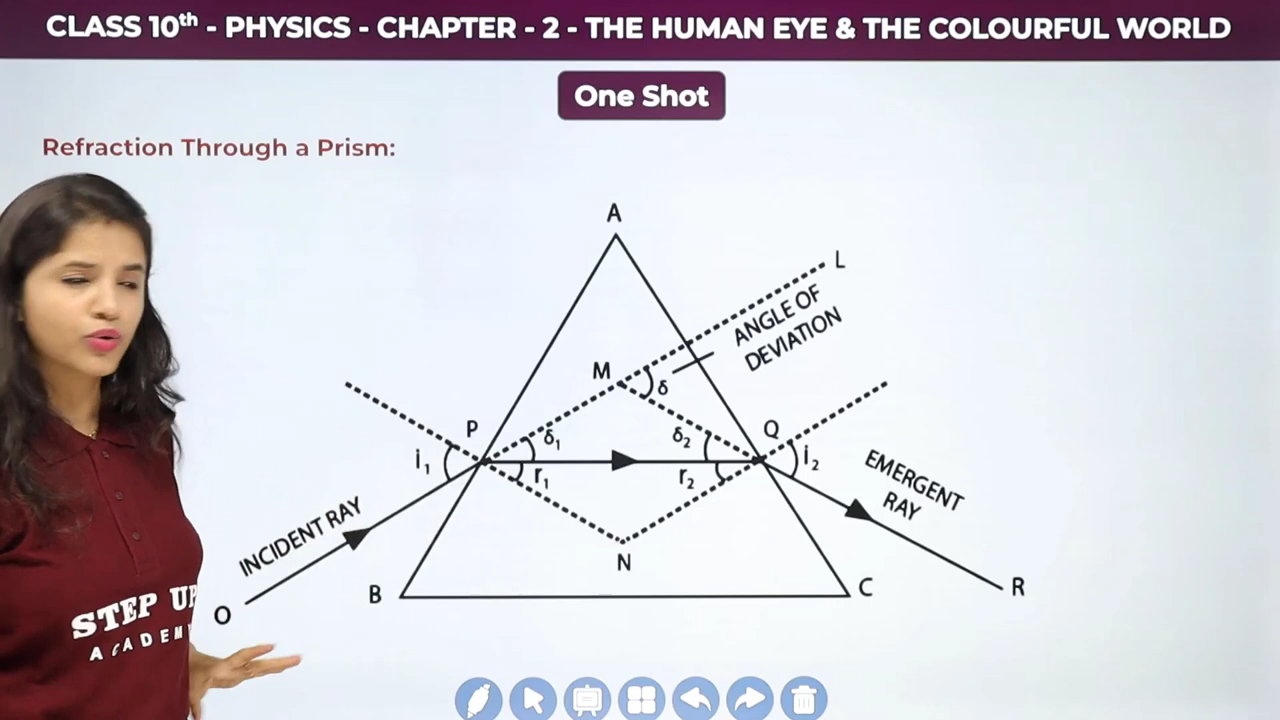 CLASS 10th - PHYSICS - CHAPTER - 2 - THE HUMAN EYE & THE COLOURFUL WORLD
One Shot
Refraction Through a Prism:
A
L
ANGLE OF
DEVIATION
M
δ
P
δ₁
δ₂
Q
i₁
r₁
r₂
i₂
EMERGENT
RAY
INCIDENT RAY
N
B
C
O
R
STEP UP
ACADEM